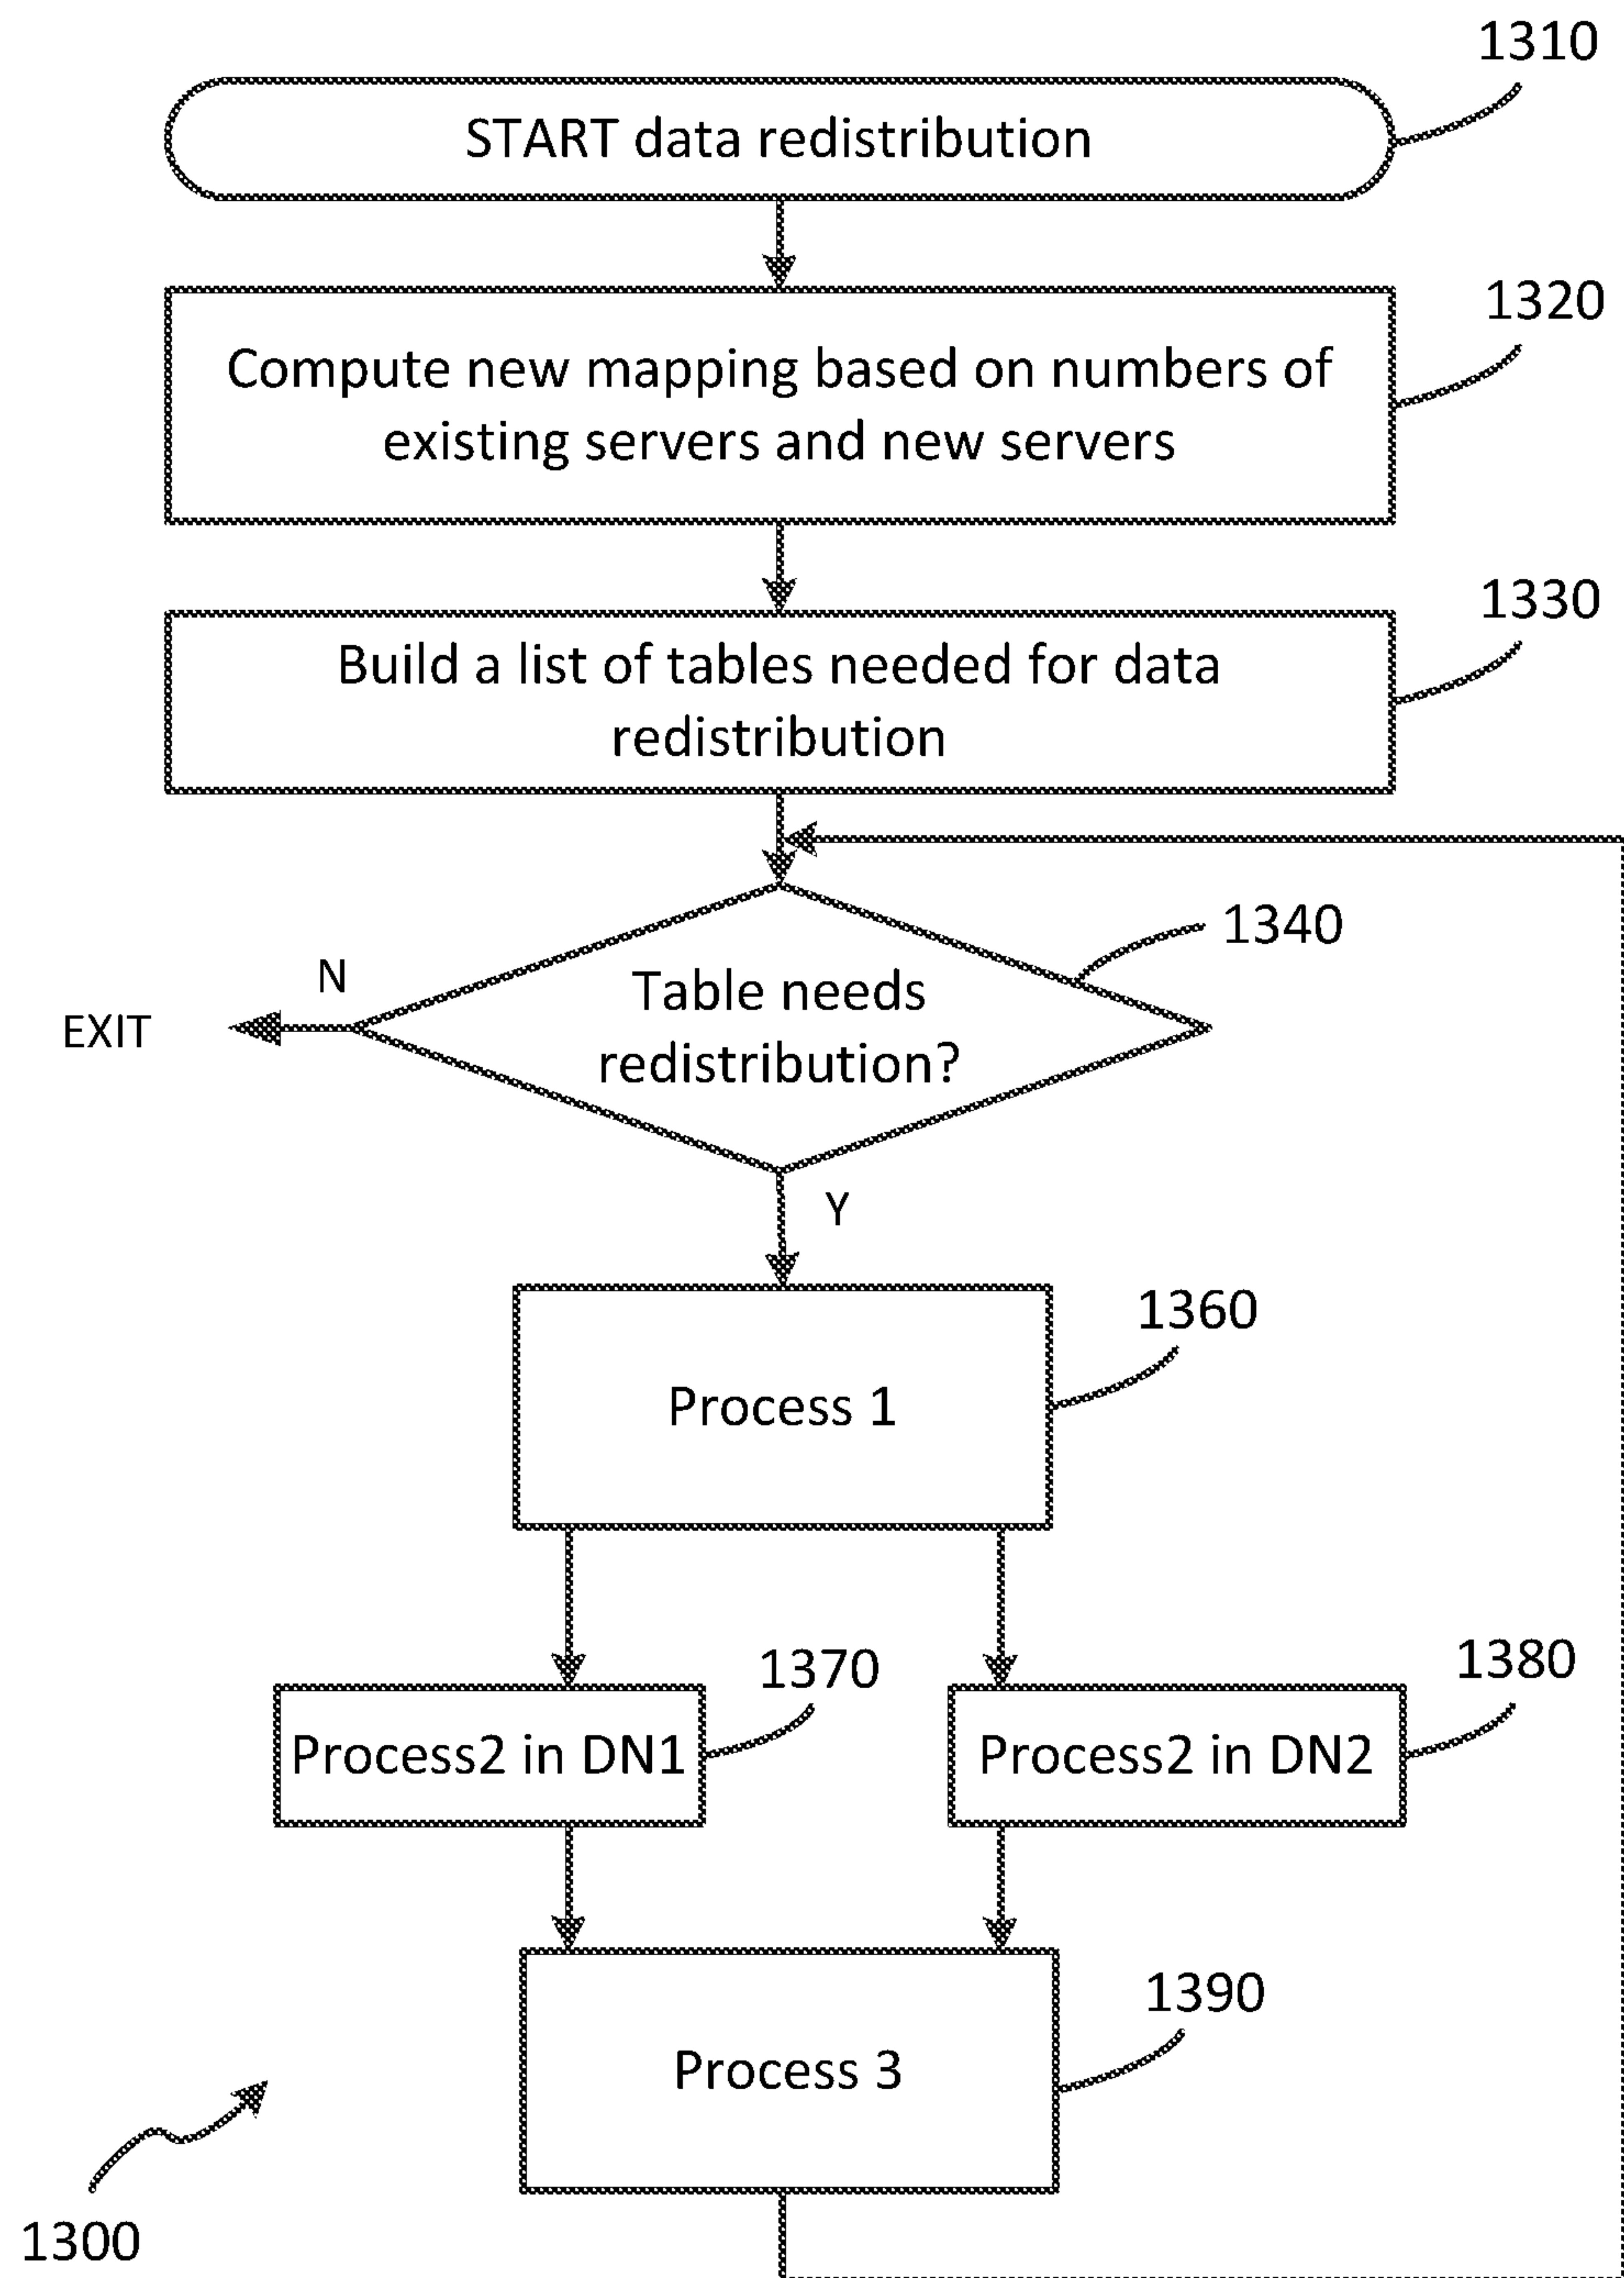 1310
START data redistribution
1320
Compute new mapping based on numbers of
existing servers and new servers
1330
Build a list of tables needed for data
redistribution
1340
N
Table needs
redistribution?
EXIT
Y
1360
Process 1
1370
1380
Process2 in DN1
Process2 in DN2
1390
Process 3
1300